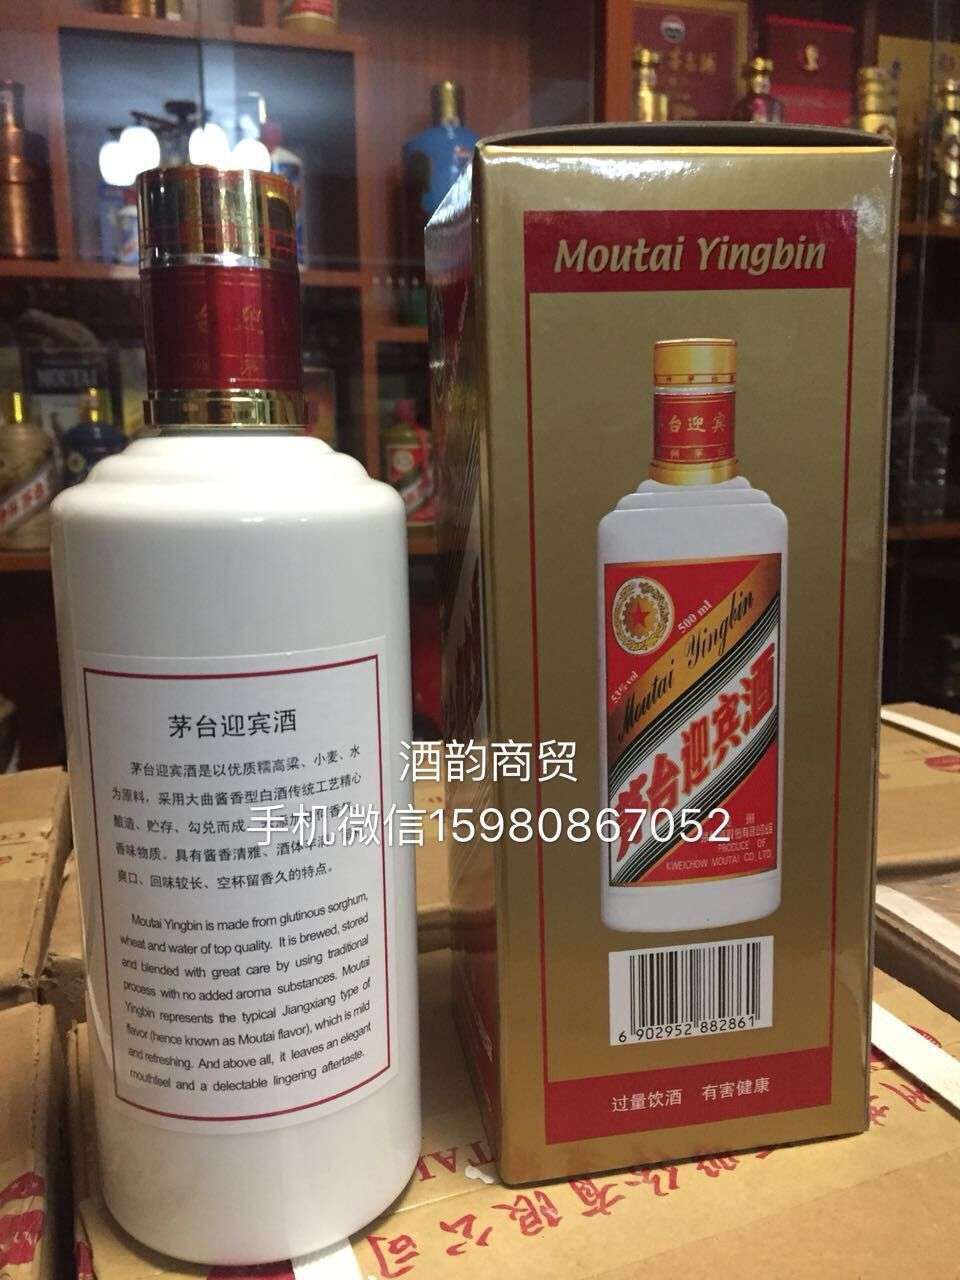 Moutai Yingbin
台迎宾
500 ml
53%vol
Moutai Yingbin
茅台迎宾酒
PRODUCE OF
KWEICHOW MOUTAI CO.,LTD.
6 902952 882861
过量饮酒 有害健康
茅台迎宾酒
茅台迎宾酒是以优质糯高粱、小麦、水
为原料，采用大曲酱香型白酒传统工艺精心
酿造、贮存、勾兑而成
香味物质。具有酱香清雅、酒体
爽口、回味较长、空杯留香久的特点。
Moutai Yingbin is made from glutinous sorghum,
wheat and water of top quality. It is brewed, stored
and blended with great care by using traditional
process with no added aroma substances. Moutai
Yingbin represents the typical Jiangxiang type of
flavor (hence known as Moutai flavor), which is mild
and refreshing. And above all, it leaves an elegant
mouthfeel and a delectable lingering aftertaste.
酒韵商贸
手机微信15980867052
MOUTAI
有限公司